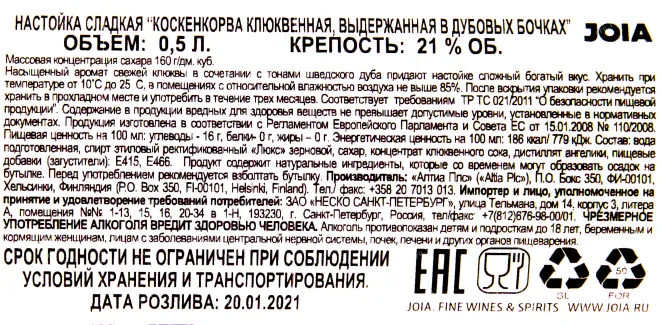 НАСТОЙКА СЛАДКАЯ "КОСКЕНКОРВА КЛЮКВЕННАЯ, ВЫДЕРЖАННАЯ В ДУБОВЫХ БОЧКАХ"
JOIA
ОБЪЕМ: 0,5 Л. КРЕПОСТЬ: 21 % ОБ.
Массовая концентрация сахара 160 г/дм. куб.
Насыщенный аромат свежей клюквы в сочетании с тонами шведского дуба придают настойке сложный богатый вкус. Хранить при
температуре от 10°С до 25 С, в помещениях с относительной влажностью воздуха не выше 85%. После вскрытия упаковки рекомендуется
хранить в прохладном месте и употребить в течение трех месяцев. Соответствует требованиям ТР ТС 021/2011 "О безопасности пищевой
продукции". Содержание в продукции вредных для здоровья веществ не превышает допустимые уровни, установленные в нормативных
документах. Продукция изготовлена в соответствии с Регламентом Европейского Парламента и Совета ЕС от 15.01.2008 № 110/2008.
Пищевая ценность на 100 мл: углеводы - 16 г, белки- 0 г, жиры – 0 г. Энергетическая ценность на 100 мл: 186 ккал/ 779 кДж. Состав: вода
подготовленная, спирт этиловый ректификованный «Люкс» зерновой, сахар, концентрат клюквенного сока, дистиллят ангелики, пищевые
добавки (загустители): Е415, Е466. Продукт содержит натуральные ингредиенты, которые со временем могут образовать осадок на
бутылке. Перед употреблением рекомендуется взболтать бутылку. Производитель: «Алтиа Плс» («Altia Plc»), П.О. Бокс 350, ФИ-00101,
Хельсинки, Финляндия (P.O. Box 350, FI-00101, Helsinki, Finland). Тел./ факс: +358 20 7013 013. Импортер и лицо, уполномоченное на
принятие и удовлетворение требований потребителей: ЗАО «НЕСКО САНКТ-ПЕТЕРБУРГ», улица Тельмана, дом 14, корпус 3, литера
А, помещения №№ 1-13, 15, 16, 20-34 в 1-Н, 193230, г. Санкт-Петербург, Россия, тел/факс: +7(812)676-98-00/01. ЧРЕЗМЕРНОЕ
УПОТРЕБЛЕНИЕ АЛКОГОЛЯ ВРЕДИТ ЗДОРОВЬЮ ЧЕЛОВЕКА. Алкоголь противопоказан детям и подросткам до 18 лет, беременным и
кормящим женщинам, лицам с заболеваниями центральной нервной системы, почек, печени и других органов пищеварения.
СРОК ГОДНОСТИ НЕ ОГРАНИЧЕН ПРИ СОБЛЮДЕНИИ
УСЛОВИЙ ХРАНЕНИЯ И ТРАНСПОРТИРОВАНИЯ.
ДАТА РОЗЛИВА: 20.01.2021
EAC
50
GL FOR
JOIA. FINE WINES & SPIRITS WWW.JOIA.RU